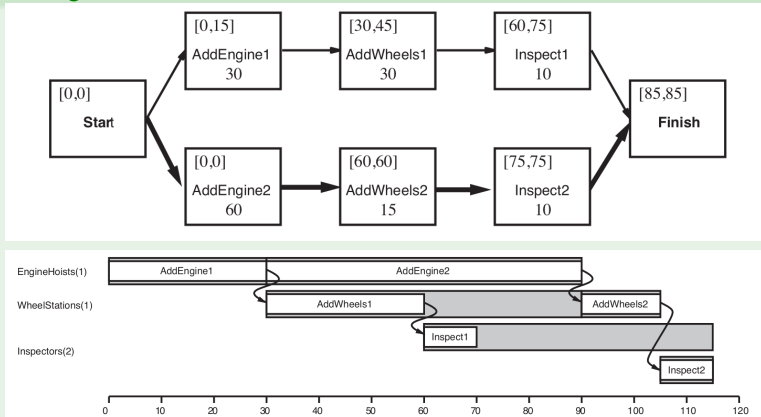 [0,15]
AddEngine1
30
[30,45]
AddWheels1
30
[60,75]
Inspect1
10
[0,0]
Start
[85,85]
Finish
[0,0]
AddEngine2
60
[60,60]
AddWheels2
15
[75,75]
Inspect2
10
EngineHoists(1) AddEngine1 AddEngine2
WheelStations(1) AddWheels1 AddWheels2
Inspect1
Inspectors(2)
Inspect2
0 10 20 30 40 50 60 70 80 90 100 110 120